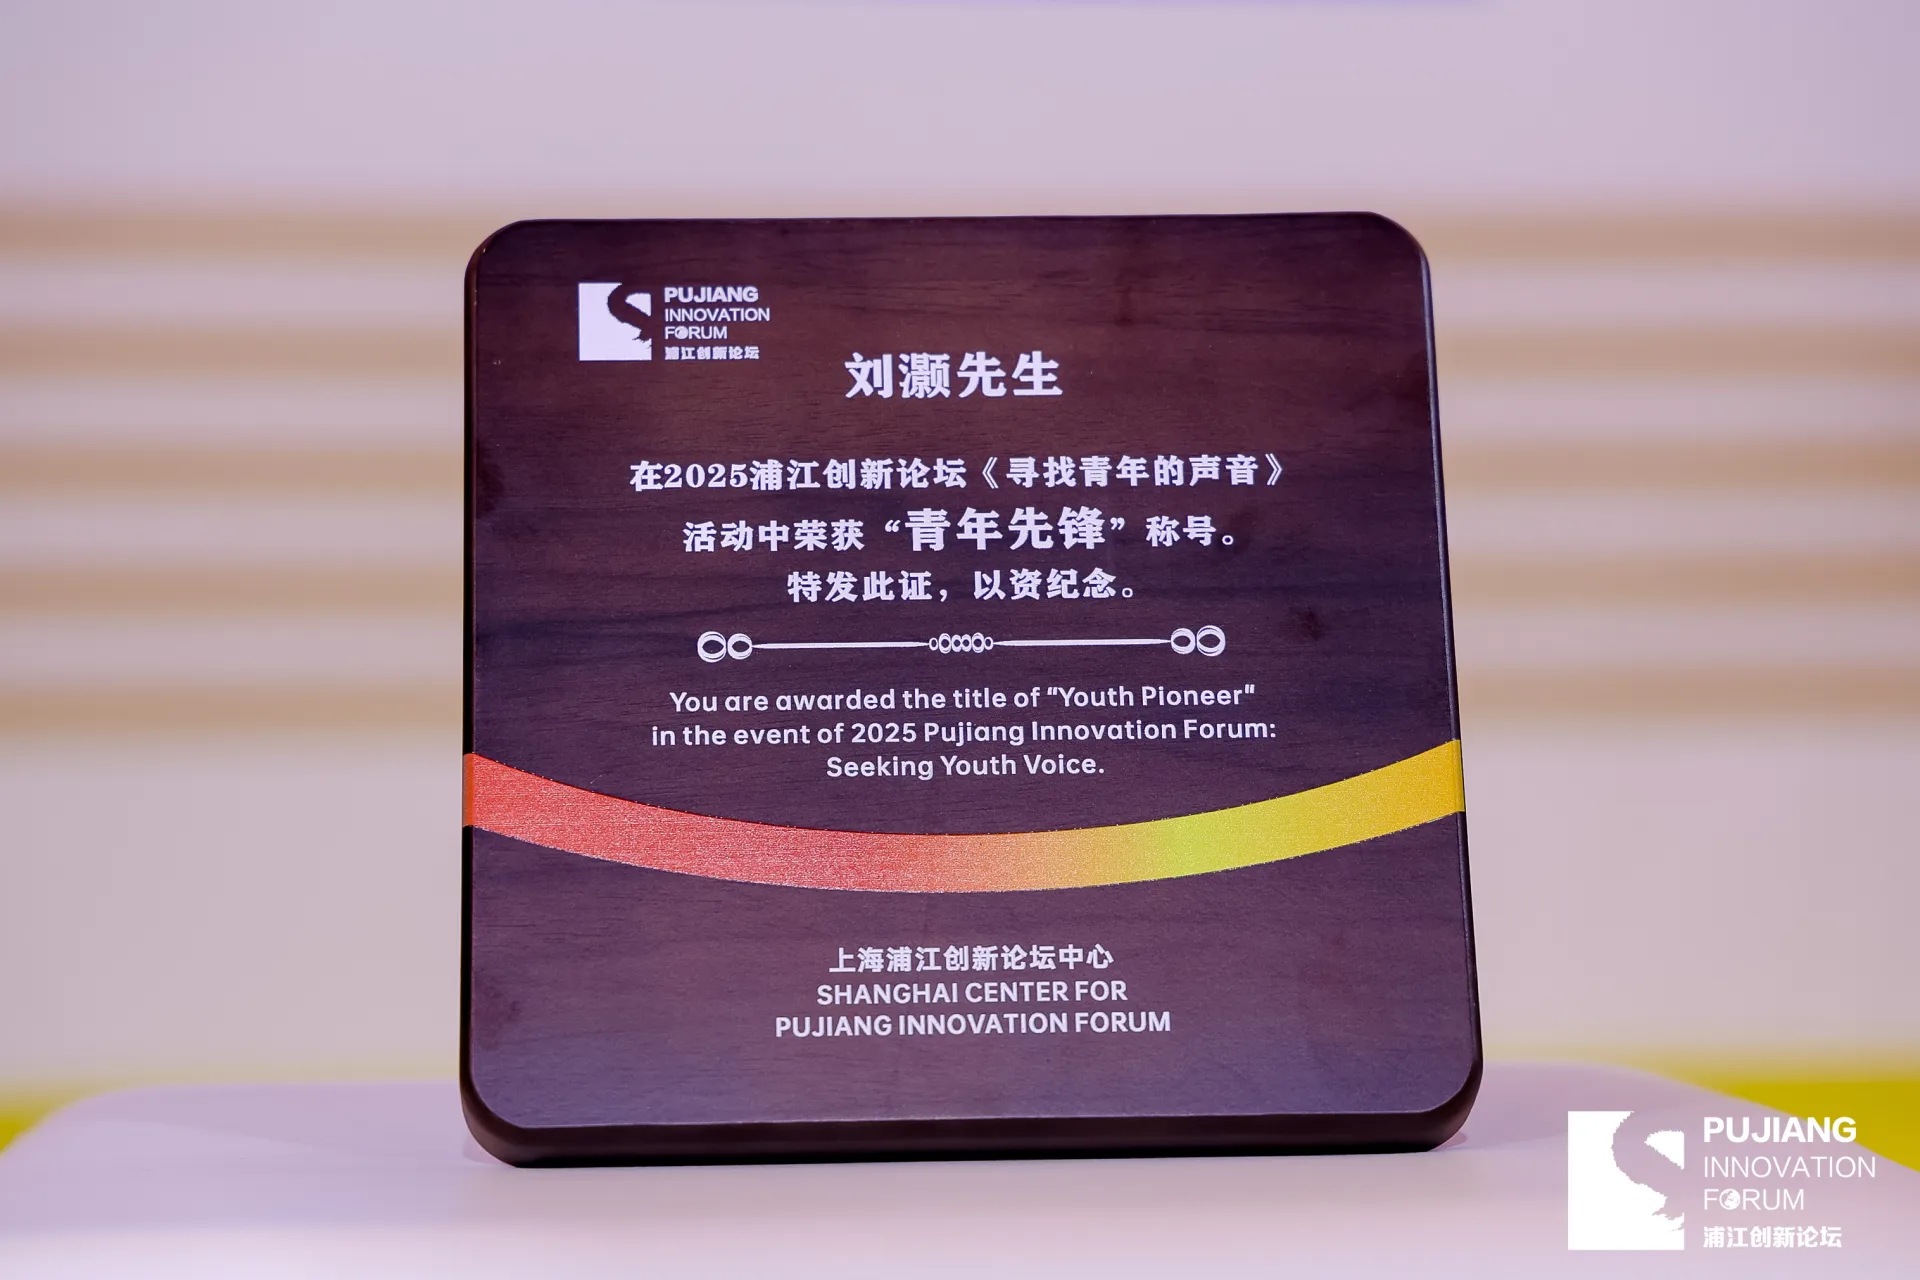 PUJIANG
INNOVATION
FORUM
浦江创新论坛
刘灏先生
在2025浦江创新论坛《寻找青年的声音》
活动中荣获“青年先锋”称号。
特发此证，以资纪念。
You are awarded the title of "Youth Pioneer"
in the event of 2025 Pujiang Innovation Forum:
Seeking Youth Voice.
上海浦江创新论坛中心
SHANGHAI CENTER FOR
PUJIANG INNOVATION FORUM
PUJIANG
INNOVATION
FORUM
浦江创新论坛